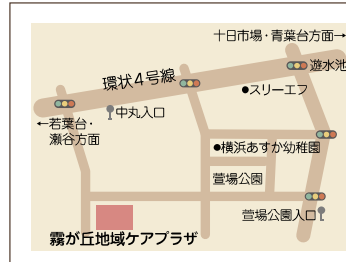 十日市場・青葉台方面→
環状4号線
遊水池
●スリーエフ
中丸入口
←若葉台・
瀬谷方面
●横浜あすか幼稚園
萱場公園
萱場公園入口
霧が丘地域ケアプラザ